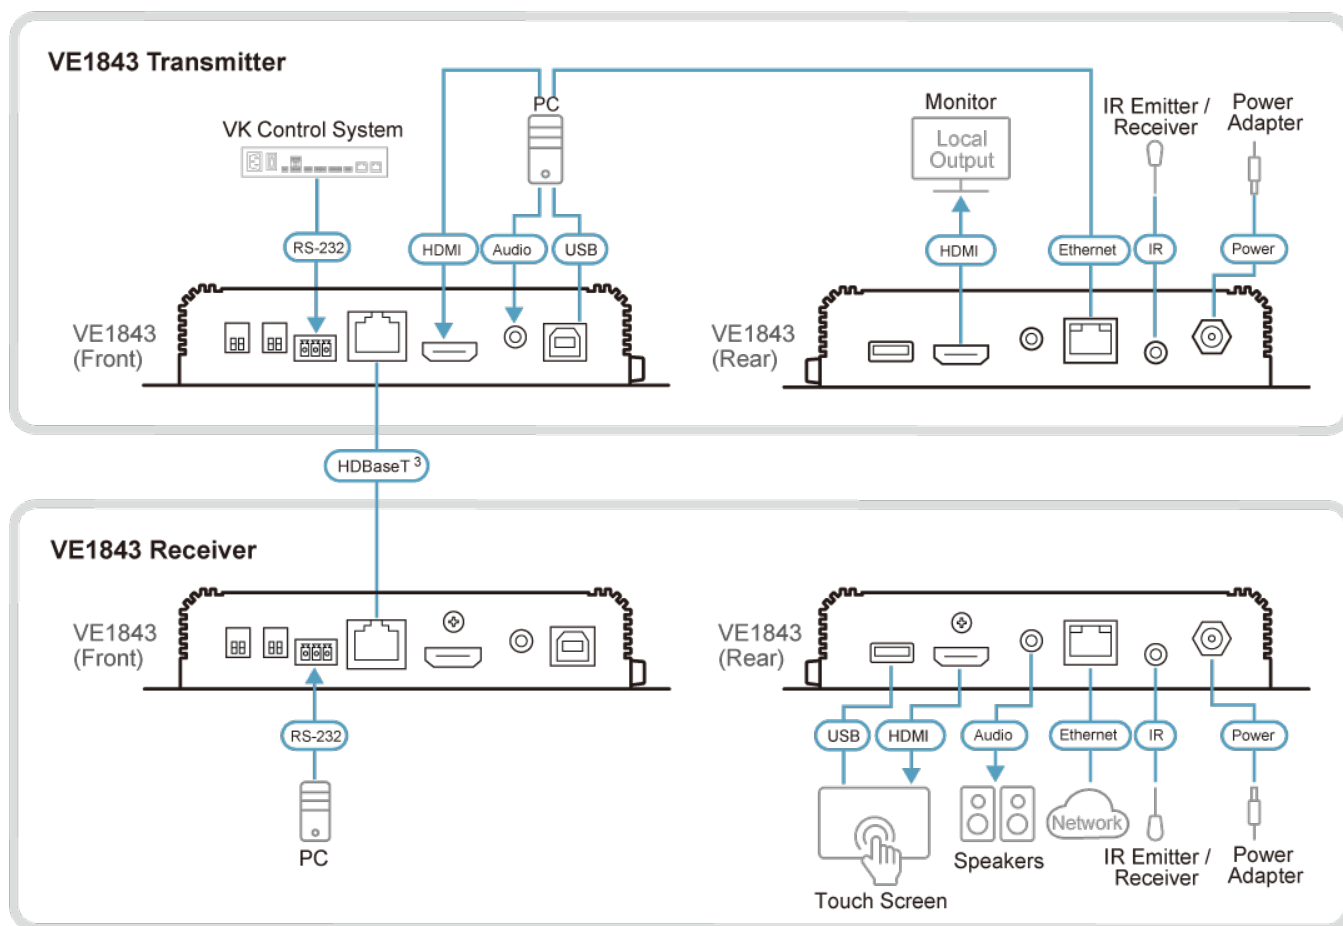 VE1843 Transmitter
VK Control System
PC
Monitor
Local
Output
IR Emitter /
Receiver
Power
Adapter
RS-232
HDMI
Audio
USB
HDMI
Ethernet
IR
Power
VE1843
(Front)
VE1843
(Rear)
HDBaseT 3
VE1843 Receiver
VE1843
(Front)
VE1843
(Rear)
RS-232
USB
HDMI
Audio
Ethernet
IR
Power
PC
Touch Screen
Speakers
Network
IR Emitter /
Receiver
Power
Adapter